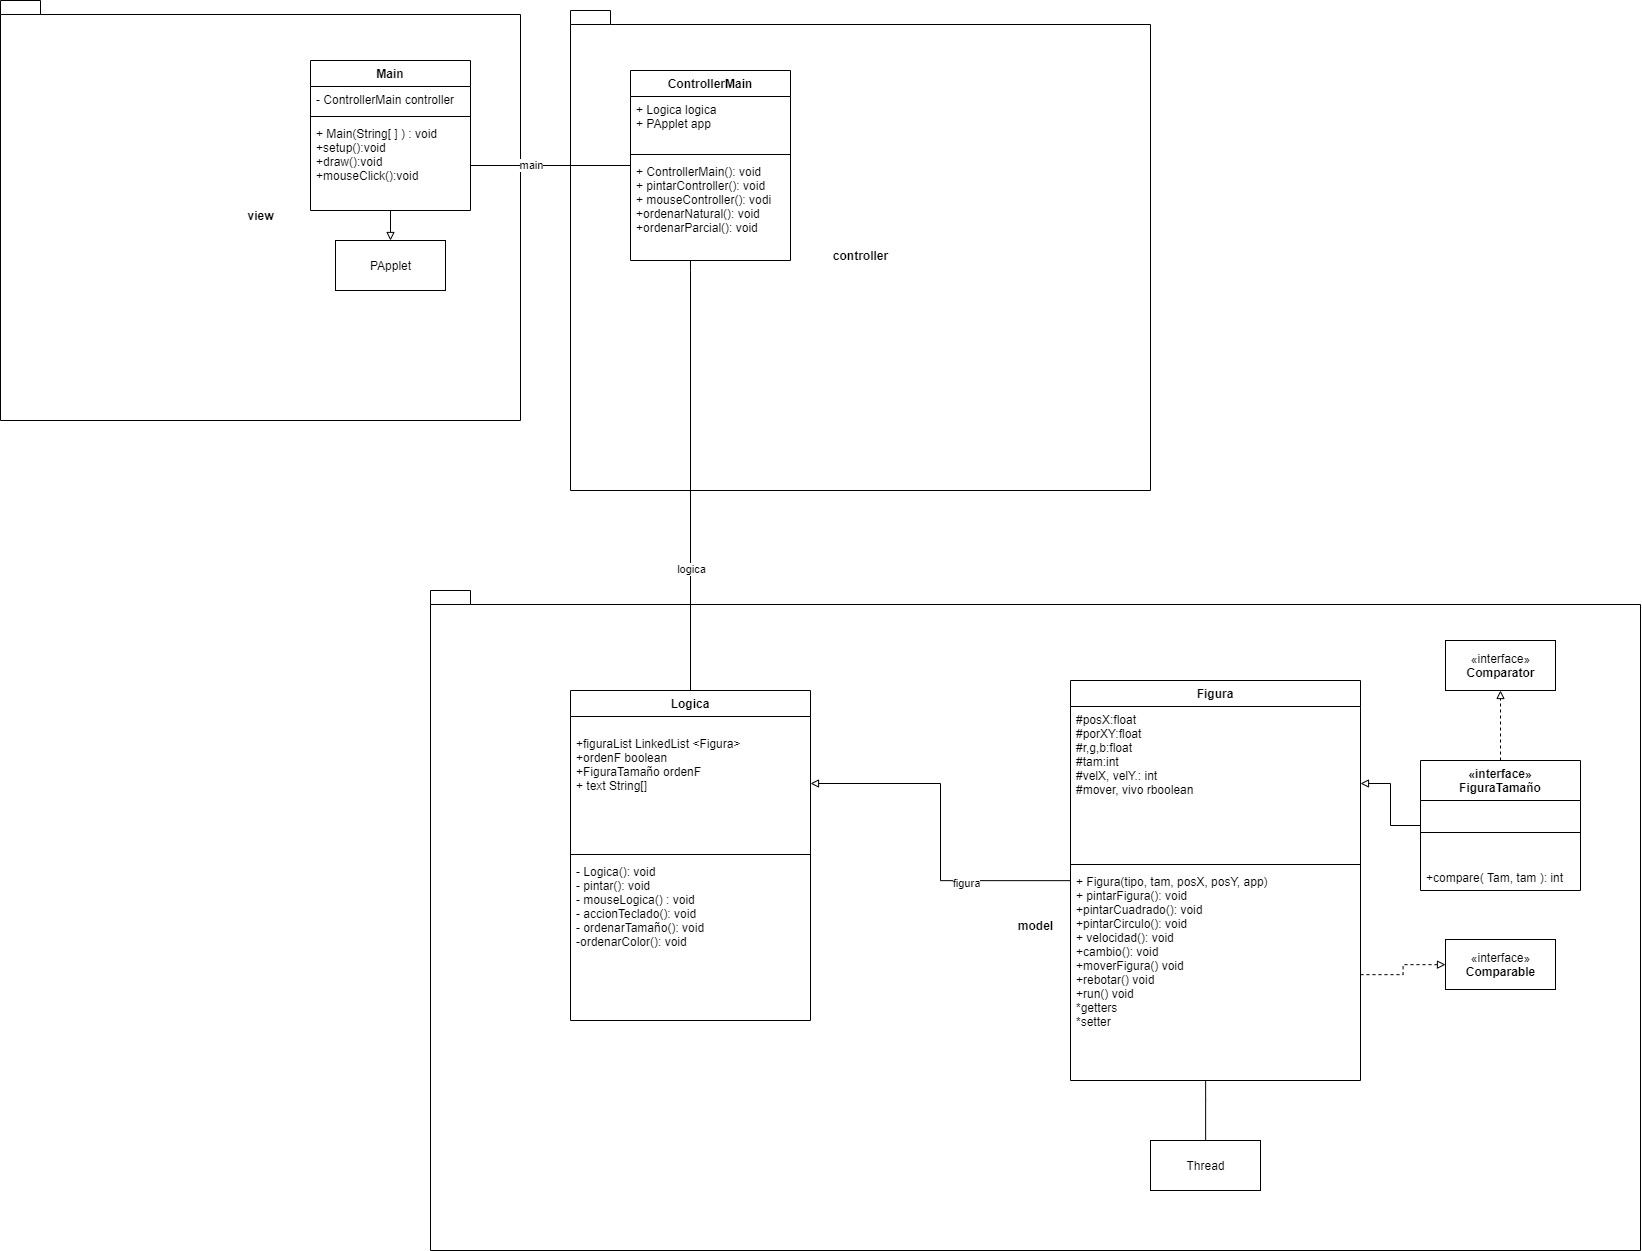 Main
- ControllerMain controller
+ Main(String[ ] ) : void
+setup():void
+draw():void
+mouseClick():void
view
PApplet
main
ControllerMain
+ Logica logica
+ PApplet app
+ ControllerMain(): void
+ pintarController(): void
+ mouseController(): vodi
+ordenarNatural(): void
+ordenarParcial(): void
controller
logica
Logica
+figuraList LinkedList <Figura>
+ordenF boolean
+FiguraTamaño ordenF
+ text String[]
- Logica(): void
- pintar(): void
- mouseLogica() : void
- accionTeclado(): void
- ordenarTamaño(): void
-ordenarColor(): void
figura
model
Figura
#posX:float
#porXY:float
#r,g,b:float
#tam:int
#velX, velY.: int
#mover, vivo rboolean
+ Figura(tipo, tam, posX, posY, app)
+ pintarFigura(): void
+pintarCuadrado(): void
+pintarCirculo(): void
+ velocidad(): void
+cambio(): void
+moverFigura() void
+rebotar() void
+run() void
*getters
*setter
Thread
«interface»
Comparator
«interface»
FiguraTamaño
+compare( Tam, tam ): int
«interface»
Comparable